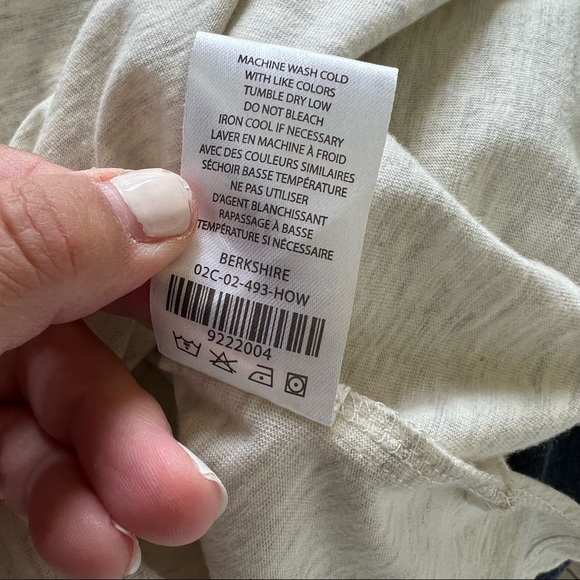 MACHINE WASH COLD
WITH LIKE COLORS
TUMBLE DRY LOW
DO NOT BLEACH
IRON COOL IF NECESSARY
LAVER EN MACHINE À FROID
AVEC DES COULEURS SIMILAIRES
SÉCHOIR BASSE TEMPÉRATURE
NE PAS UTILISER
D'AGENT BLANCHISSANT
RAPASSAGE À BASSE
TEMPÉRATURE SI NÉCESSAIRE
BERKSHIRE
02C-02-493-HOW
9222004